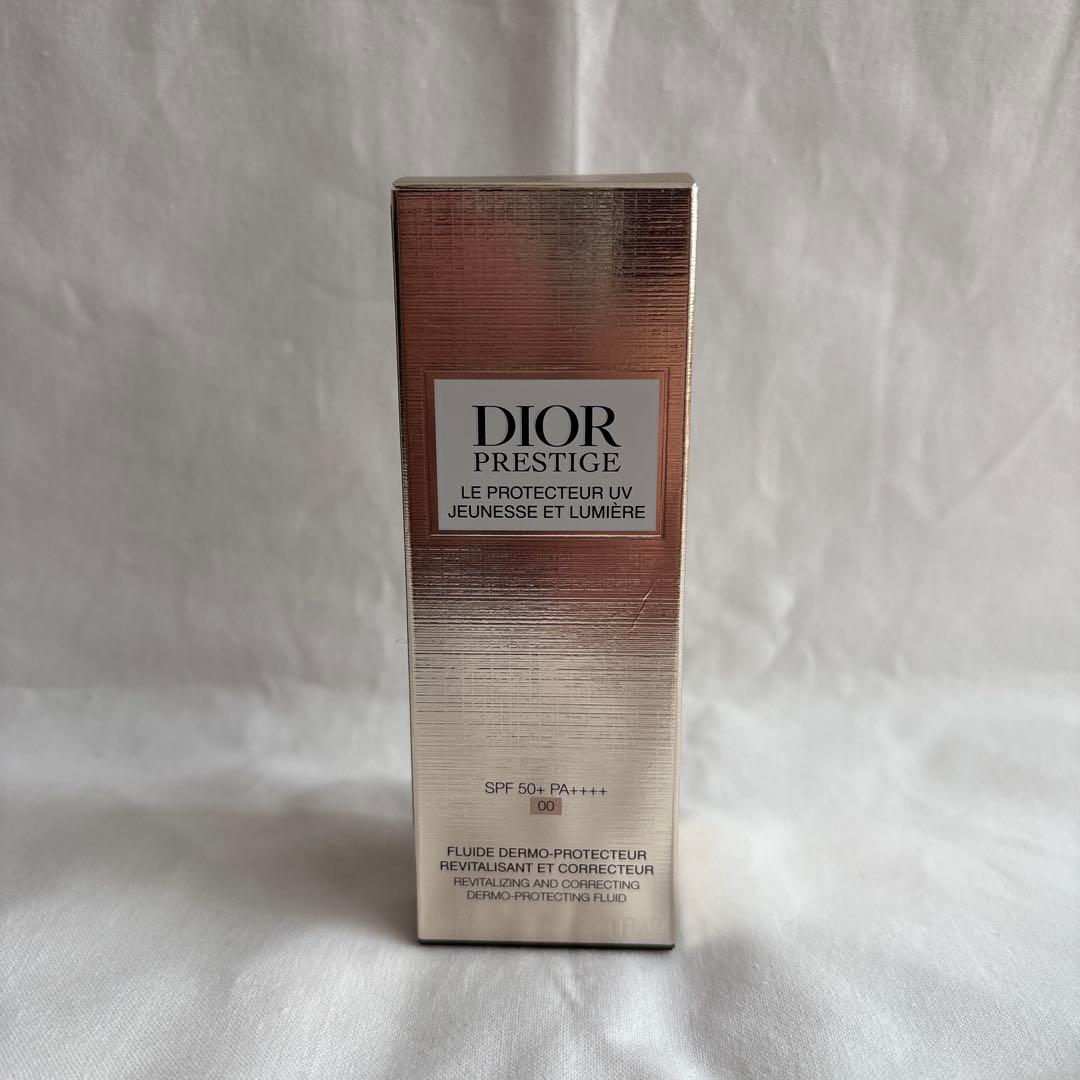 DIOR
PRESTIGE
LE PROTECTEUR UV
JEUNESSE ET LUMIÈRE
SPF 50+ PA++++
00
FLUIDE DERMO-PROTECTEUR
REVITALISANT ET CORRECTEUR
REVITALIZING AND CORRECTING
DERMO-PROTECTING FLUID